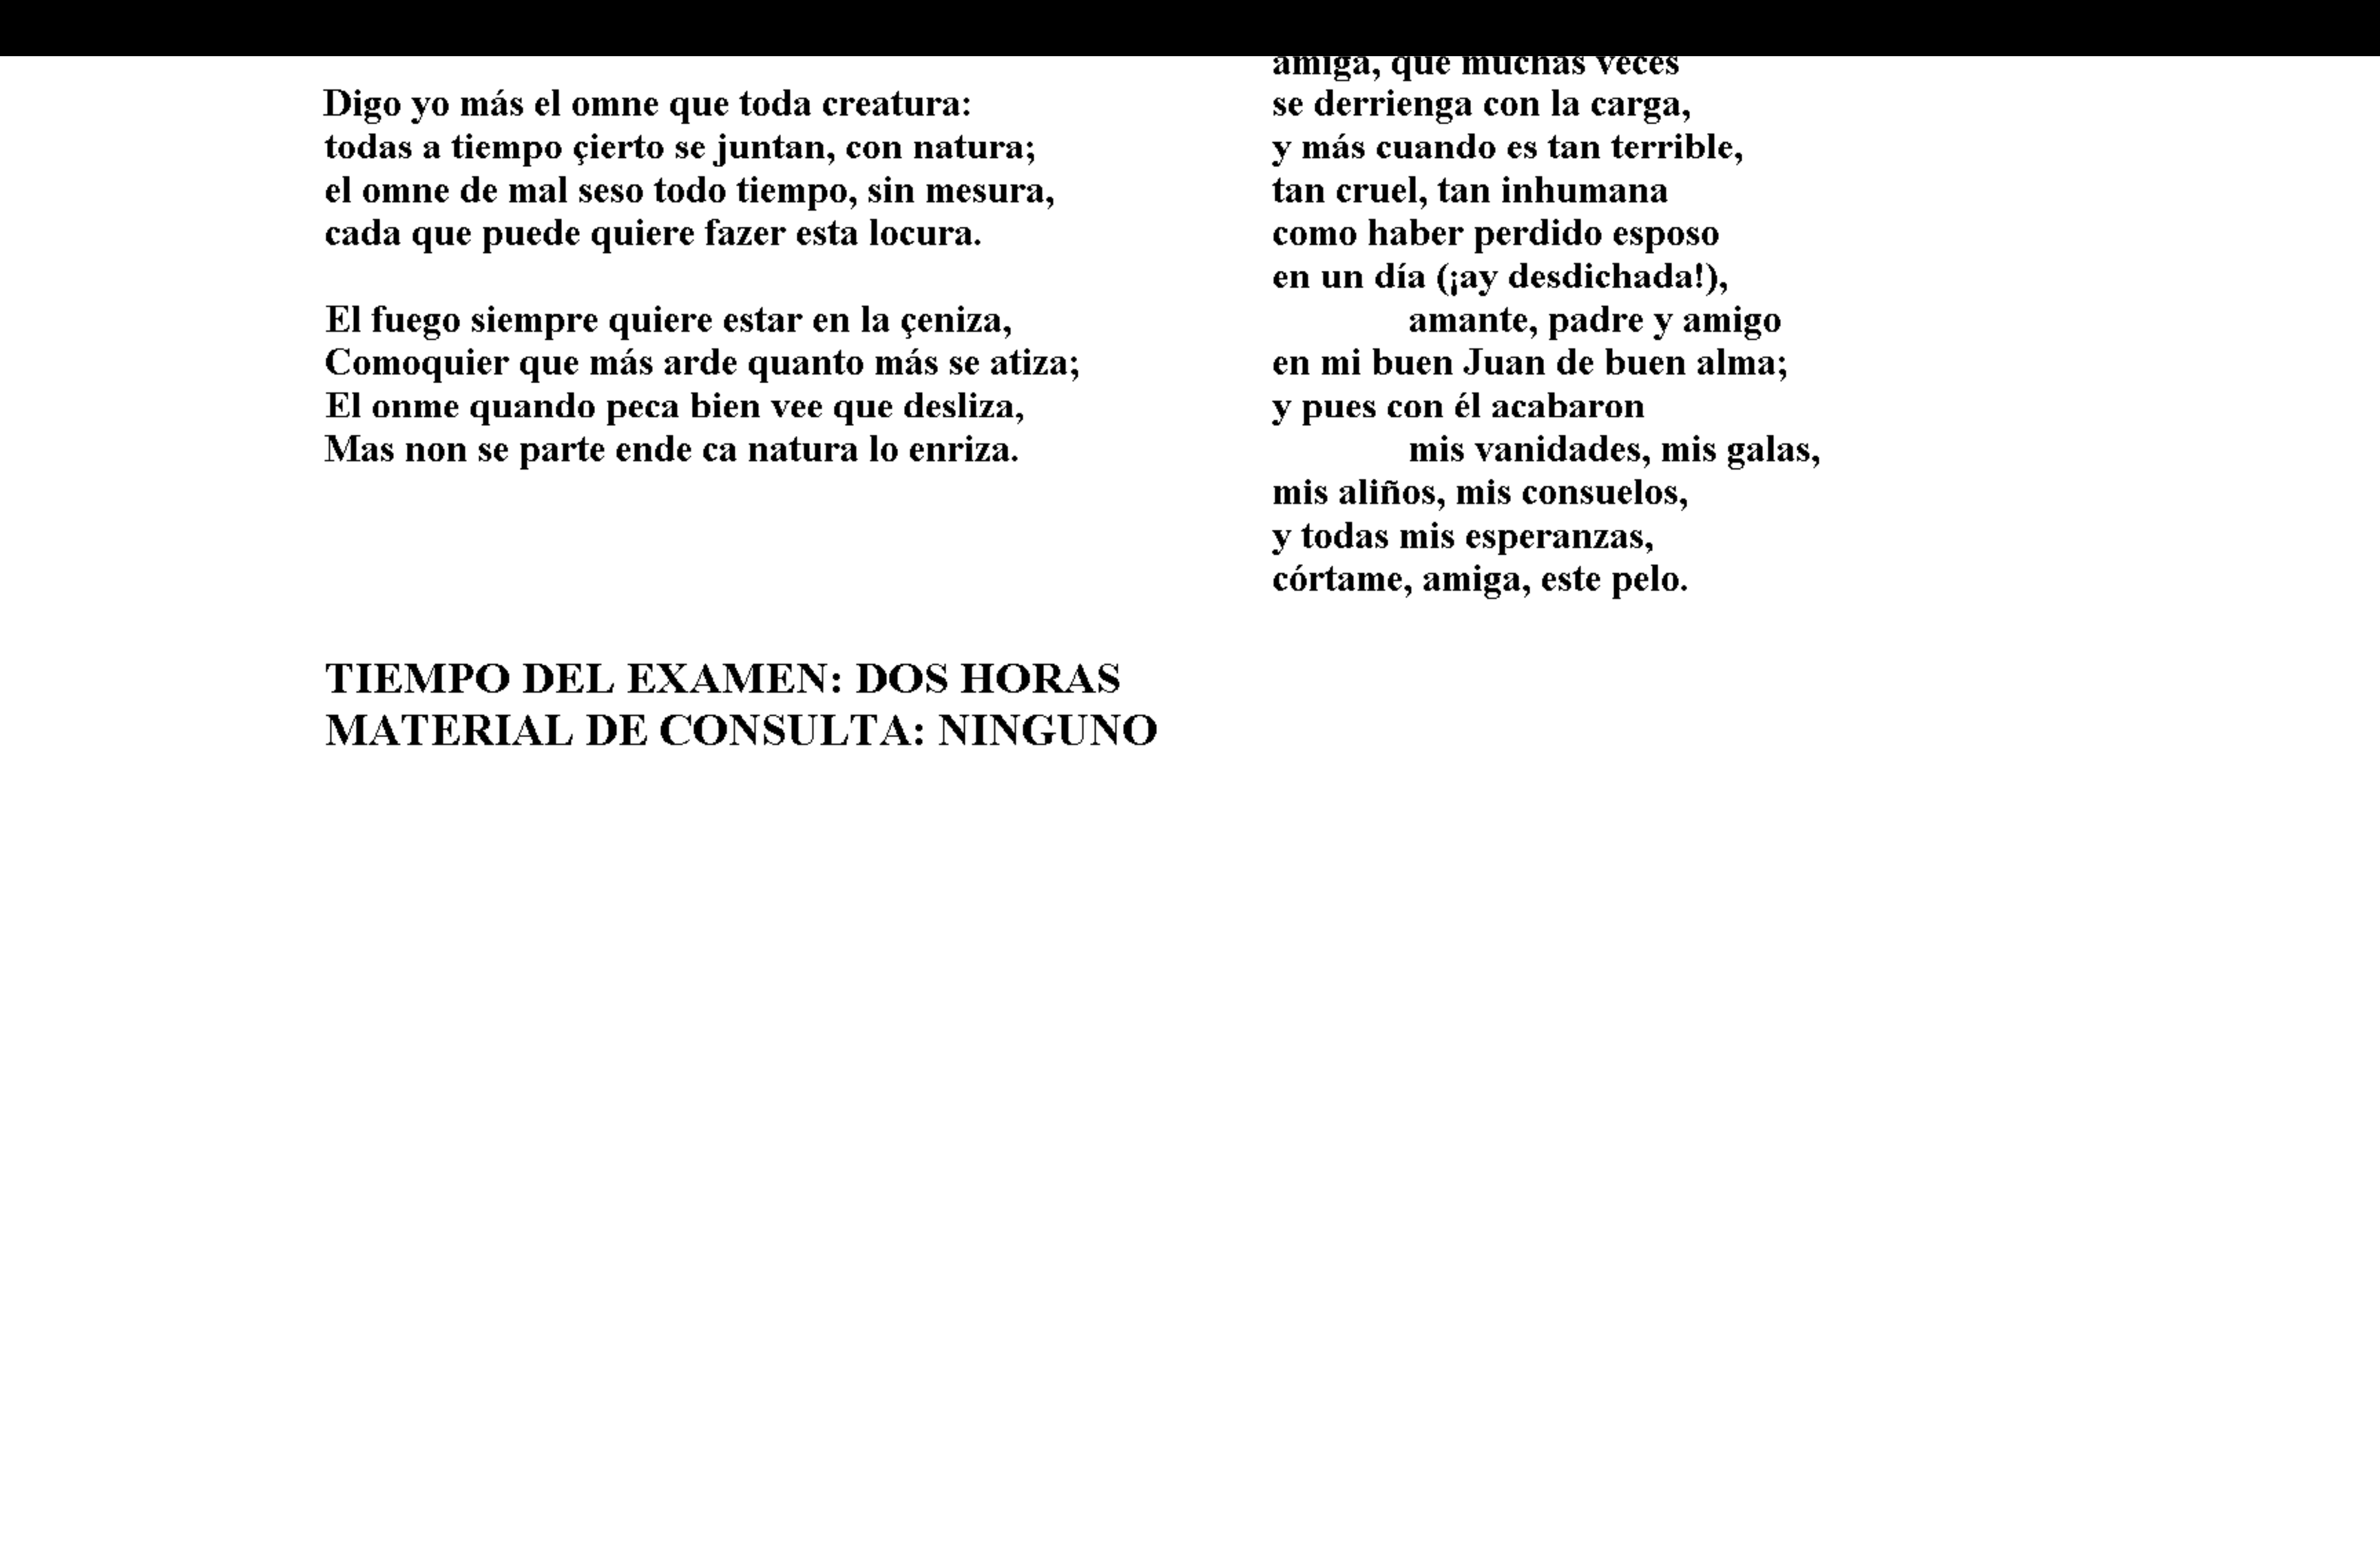 Digo yo más el omne que toda creatura:
todas a tiempo çierto se juntan, con natura;
el omne de mal seso todo tiempo, sin mesura,
cada que puede quiere fazer esta locura.
El fuego siempre quiere estar en la çeniza,
Comoquier que más arde quanto más se atiza;
El onme quando peca bien vee que desliza,
Mas non se parte ende ca natura lo enriza.
amiga, que muchas veces
se derrienga con la carga,
y más cuando es tan terrible,
tan cruel, tan inhumana
como haber perdido esposo
en un día (¡ay desdichada!),
amante, padre y amigo
en mi buen Juan de buen alma;
y pues con él acabaron
mis vanidades, mis galas,
mis aliños, mis consuelos,
y todas mis esperanzas,
córtame, amiga, este pelo.
TIEMPO DEL EXAMEN: DOS HORAS
MATERIAL DE CONSULTA: NINGUNO